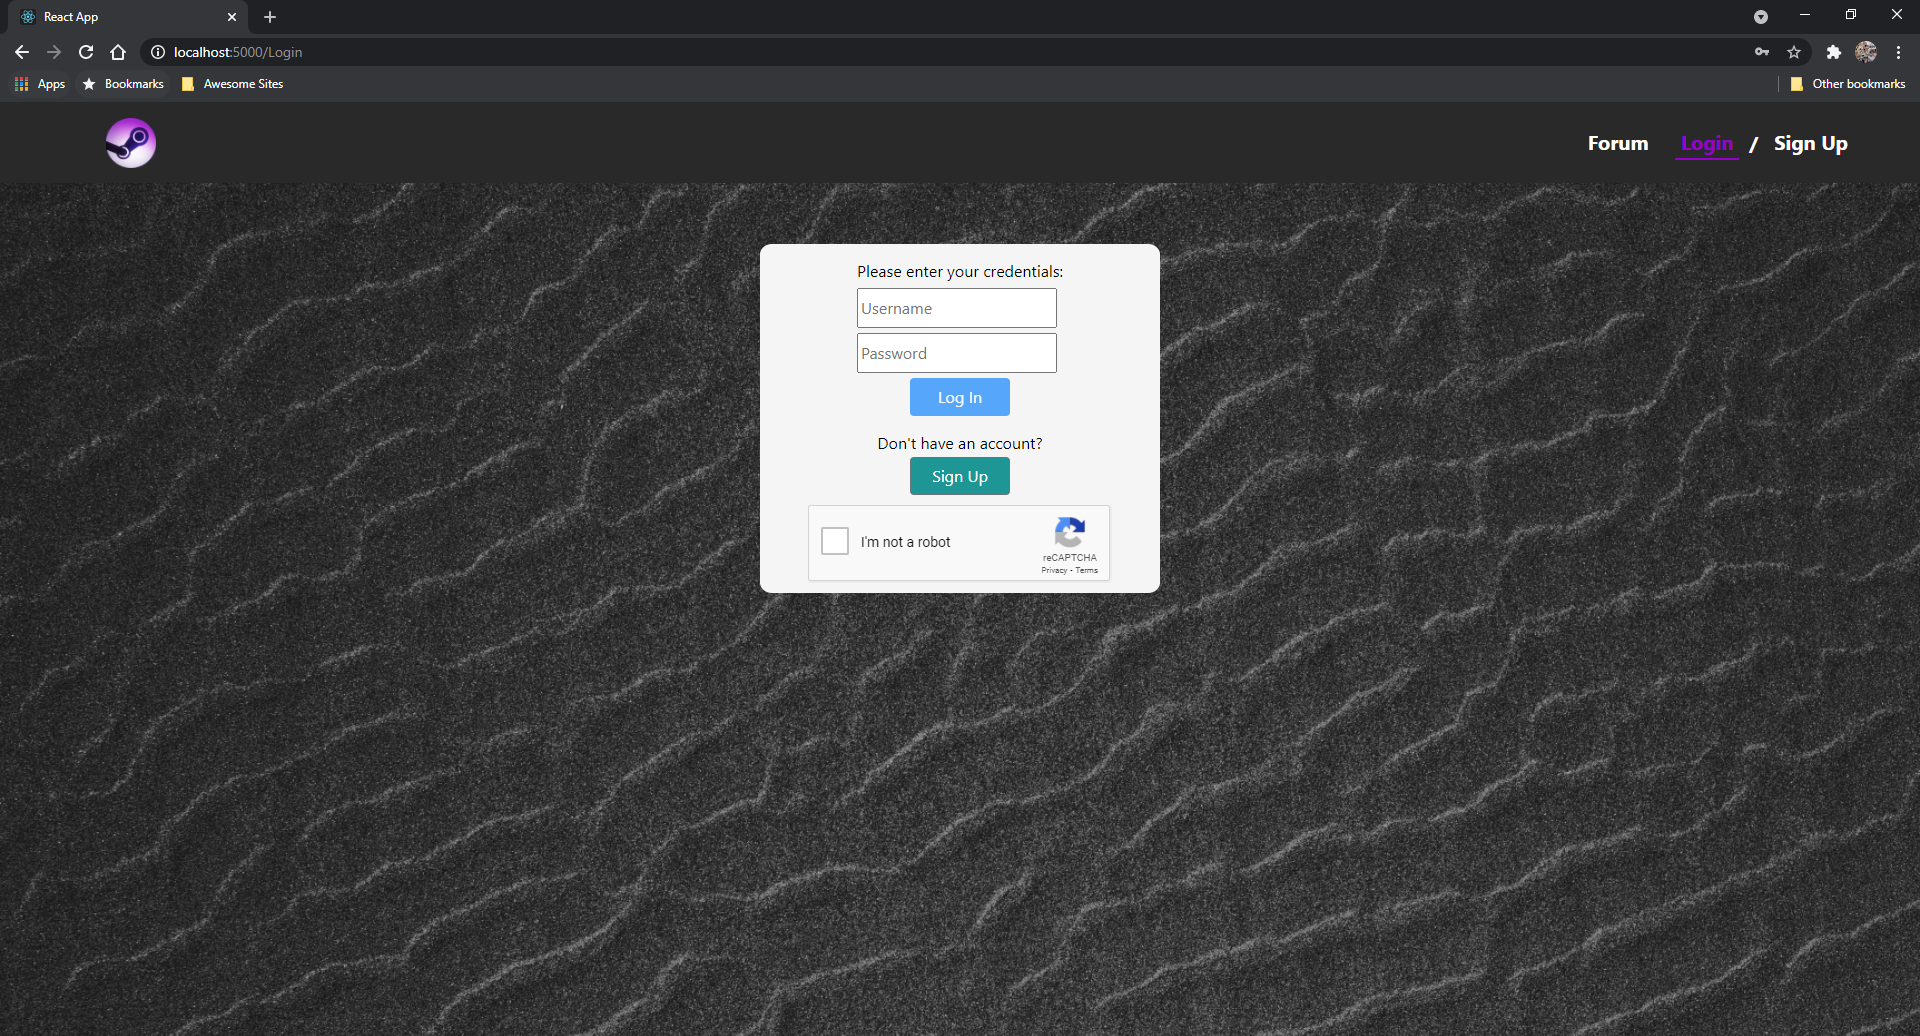 React App
localhost:5000/Login
Apps Bookmarks Awesome Sites Other bookmarks
Forum Login / Sign Up
Please enter your credentials:
Username
Password
Log In
Don't have an account?
Sign Up
I'm not a robot
reCAPTCHA
Privacy - Terms